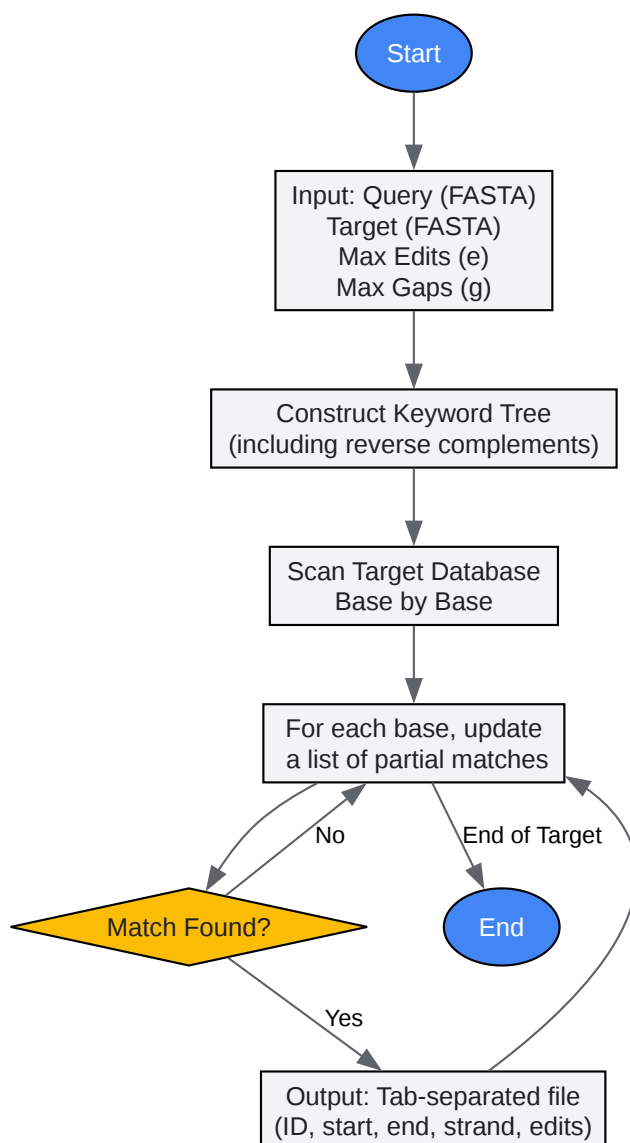 Start
Input: Query (FASTA)
Target (FASTA)
Max Edits (e)
Max Gaps (g)
Construct Keyword Tree
(including reverse complements)
Scan Target Database
Base by Base
For each base, update
a list of partial matches
No
End of Target
Match Found?
End
Yes
Output: Tab-separated file
(ID, start, end, strand, edits)